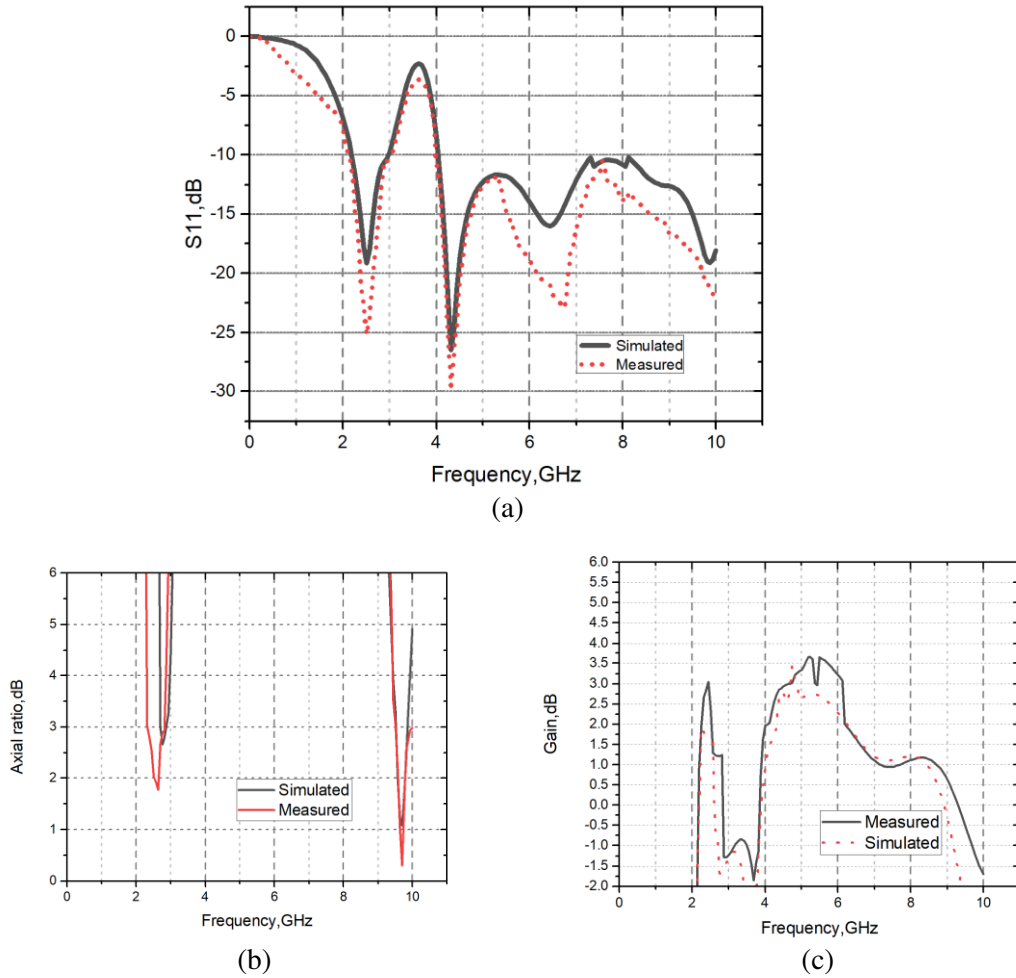 0
-5
-10
-15
-20
-25
-30
S11,dB
Simulated
Measured
0 2 4 6 8 10
Frequency,GHz
(a)
6
5
4
3
2
1
0
Axial ratio,dB
Simulated
Measured
0 2 4 6 8 10
Frequency,GHz
(b)
6.0
5.5
5.0
4.5
4.0
3.5
3.0
2.5
2.0
1.5
1.0
0.5
0.0
-0.5
-1.0
-1.5
-2.0
Gain,dB
Measured
Simulated
0 2 4 6 8 10
Frequency,GHz
(c)